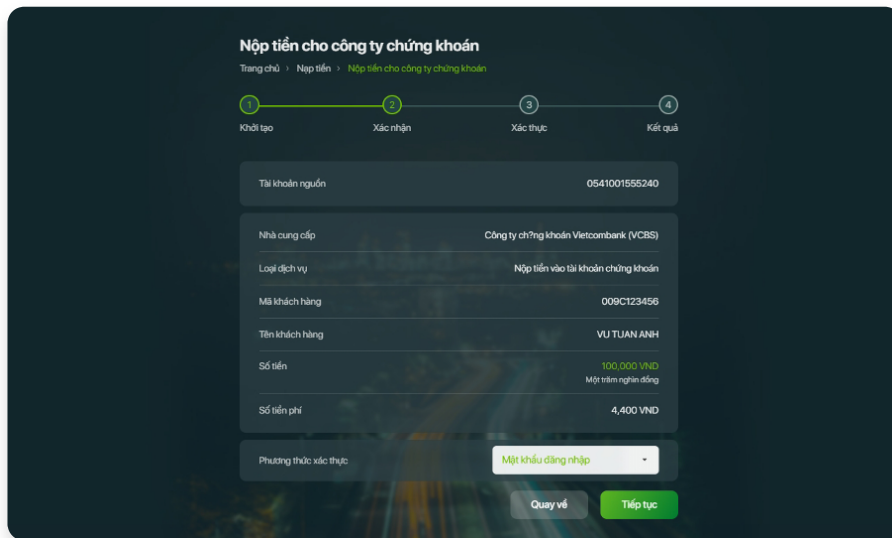 Nộp tiền cho công ty chứng khoán
Trang chủ > Nạp tiền > Nộp tiền cho công ty chứng khoán
1 2 3 4
Khởi tạo Xác nhận Xác thực Kết quả
Tài khoản nguồn 0541001555240
Nhà cung cấp Công ty ch?ng khoán Vietcombank (VCBS)
Loại dịch vụ Nộp tiền vào tài khoản chứng khoán
Mã khách hàng 009C123456
Tên khách hàng VU TUAN ANH
Số tiền 100,000 VND
Một trăm nghìn đồng
Số tiền phí 4,400 VND
Phương thức xác thực Mật khẩu đăng nhập
Quay về Tiếp tục